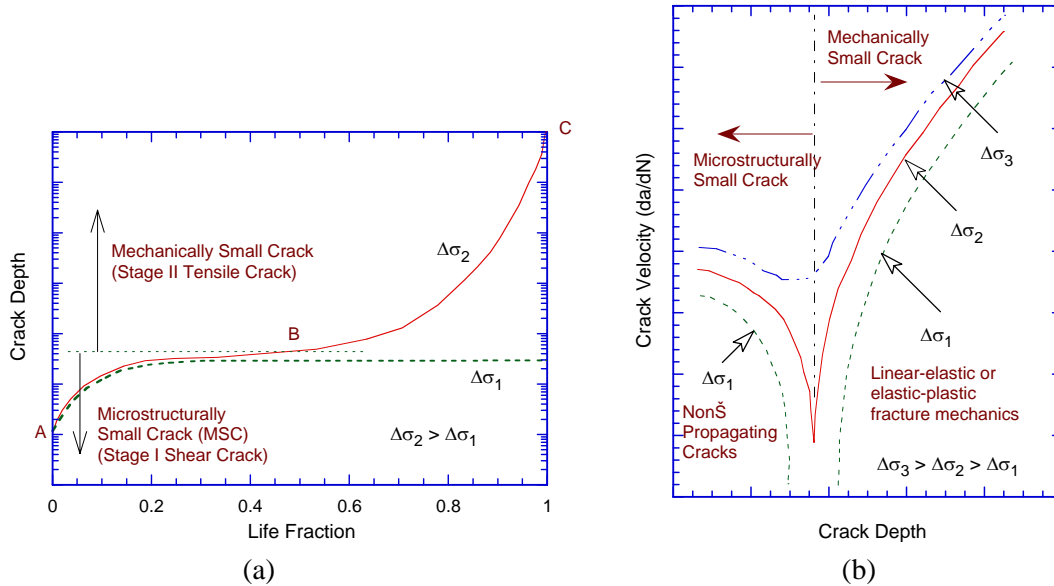 C
Δσ2
Mechanically Small Crack
(Stage II Tensile Crack)
B
Δσ1
Microstructurally
Small Crack (MSC)
(Stage I Shear Crack)
Δσ2 > Δσ1
A
Crack Depth
0 0.2 0.4 0.6 0.8 1
Life Fraction
(a)
Mechanically
Small Crack
Microstructurally
Small Crack
Δσ3
Δσ2
Δσ1
Δσ1
Linear-elastic or
elastic-plastic
fracture mechanics
NonŠ
Propagating
Cracks
Δσ3 > Δσ2 > Δσ1
Crack Velocity (da/dN)
Crack Depth
(b)